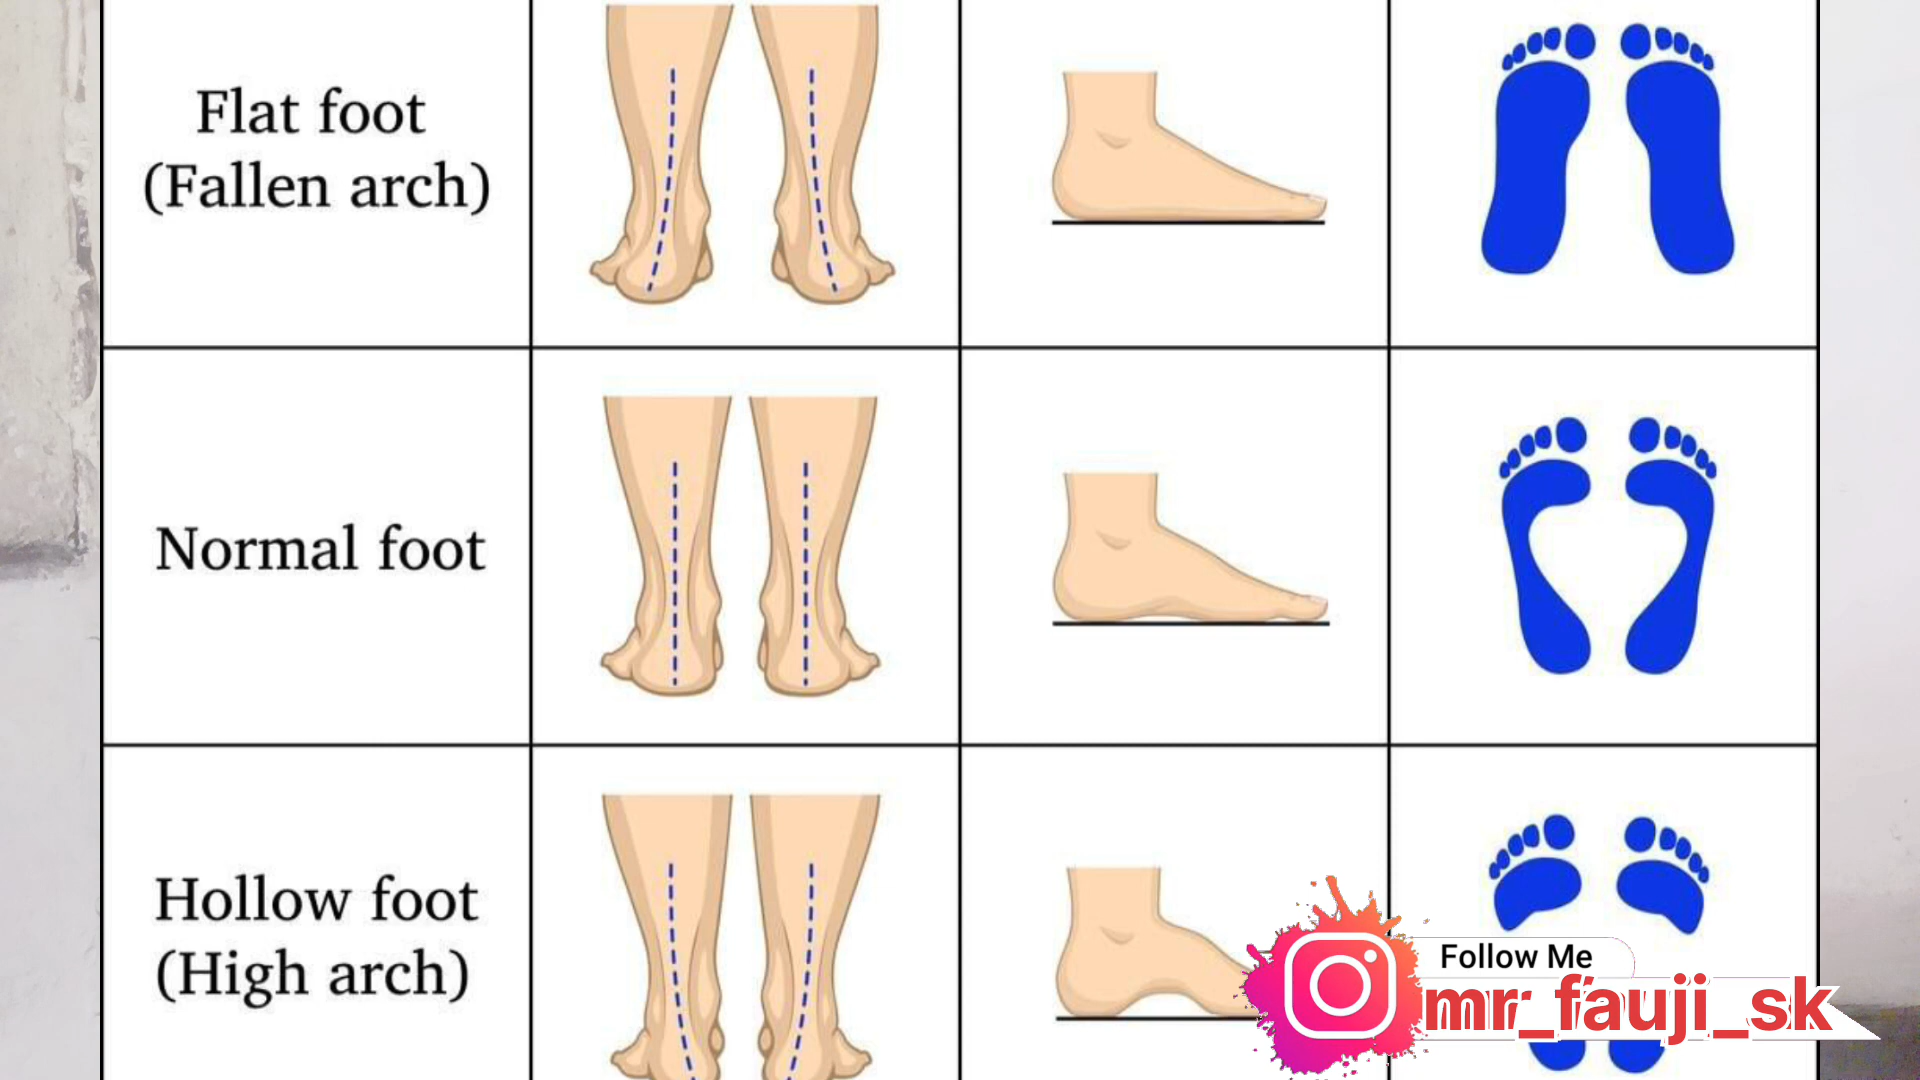 Flat foot
(Fallen arch)
Normal foot
Hollow foot
(High arch)
Follow Me
mr_fauji_sk